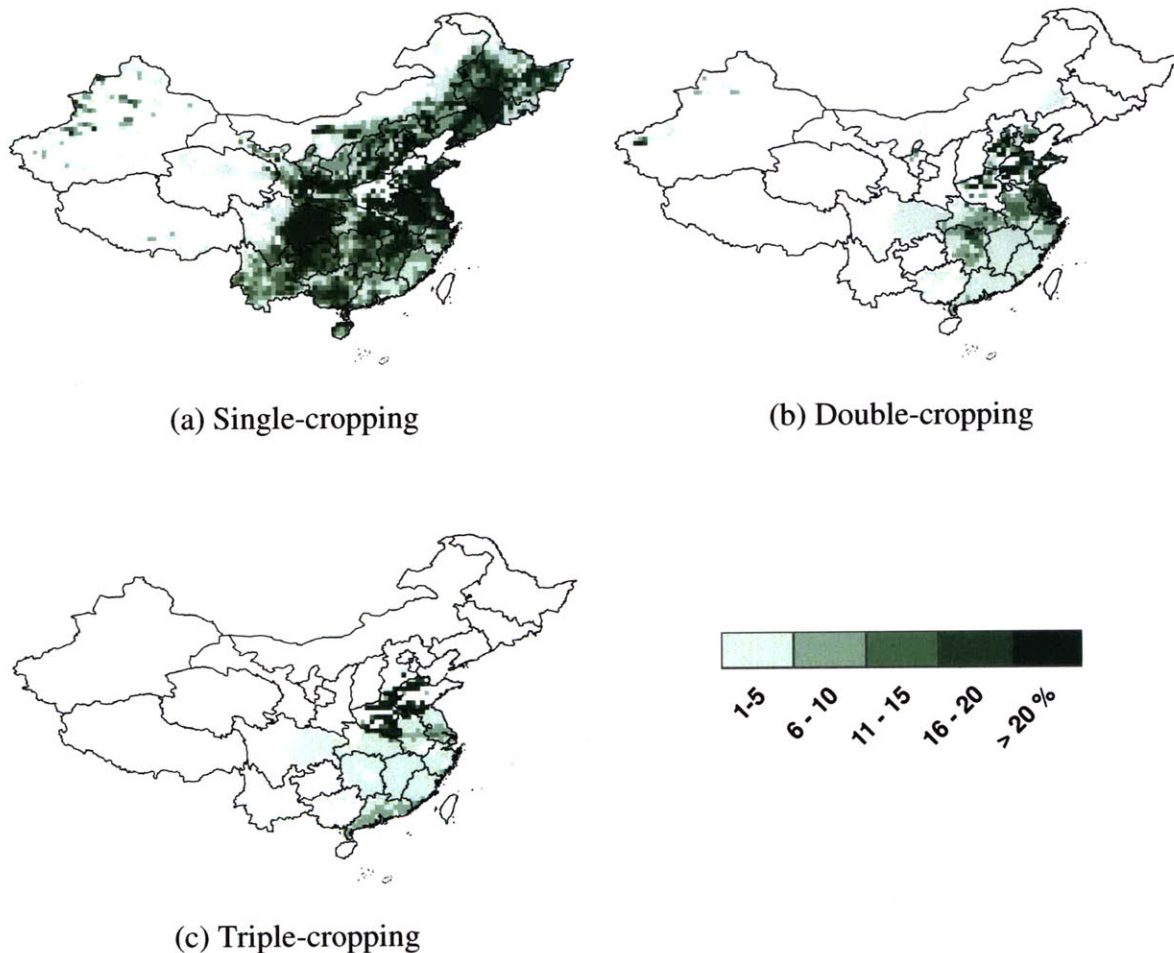 (a) Single-cropping
(b) Double-cropping
1-5
6 - 10
11 - 15
16 - 20
> 20 %
(c) Triple-cropping